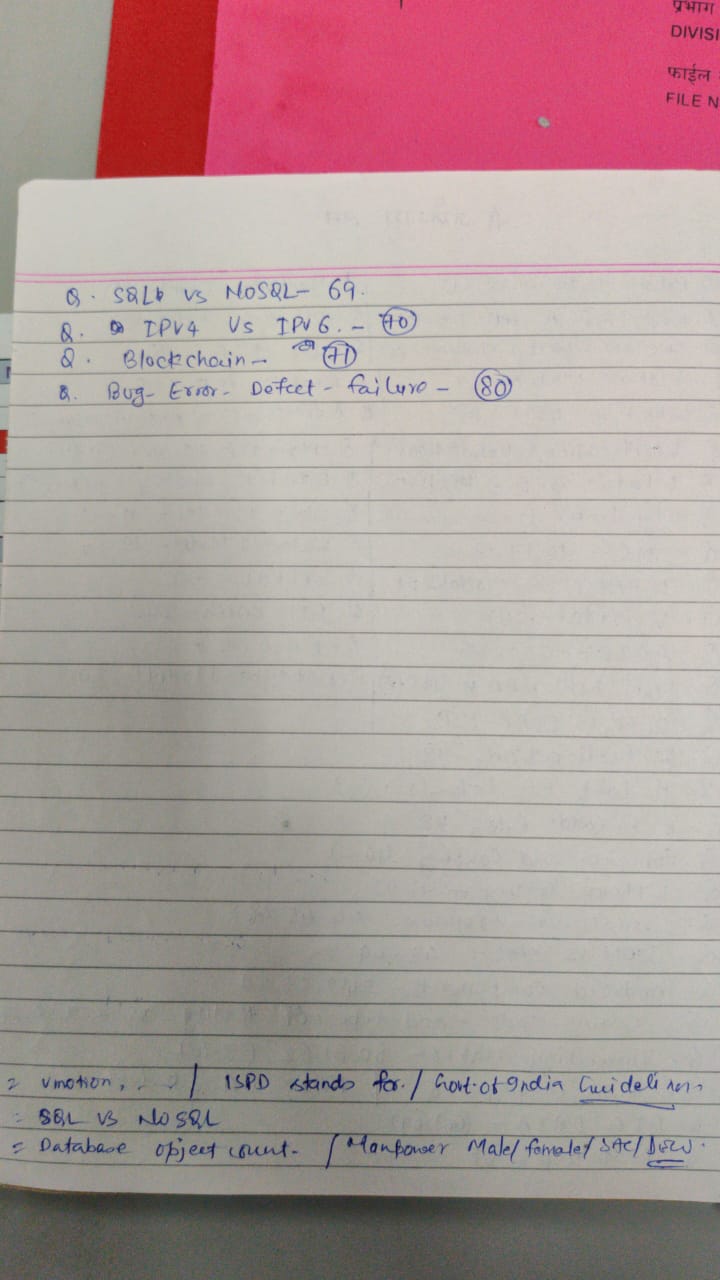 प्रभाग
DIVISI
फाईल
FILE N
Q. SQL vs NOSQL- 69.
Q. IPV4 Vs IPV6. - 70
Q. Blockchain - 71
Q. Bug- Error- Defect- failure - 80
= vmotion, / ISPD stands for. / Govt. of India Guidelines
= SQL vs NOSQL
= Database object count. / Manpower Male/ female/ SAC/